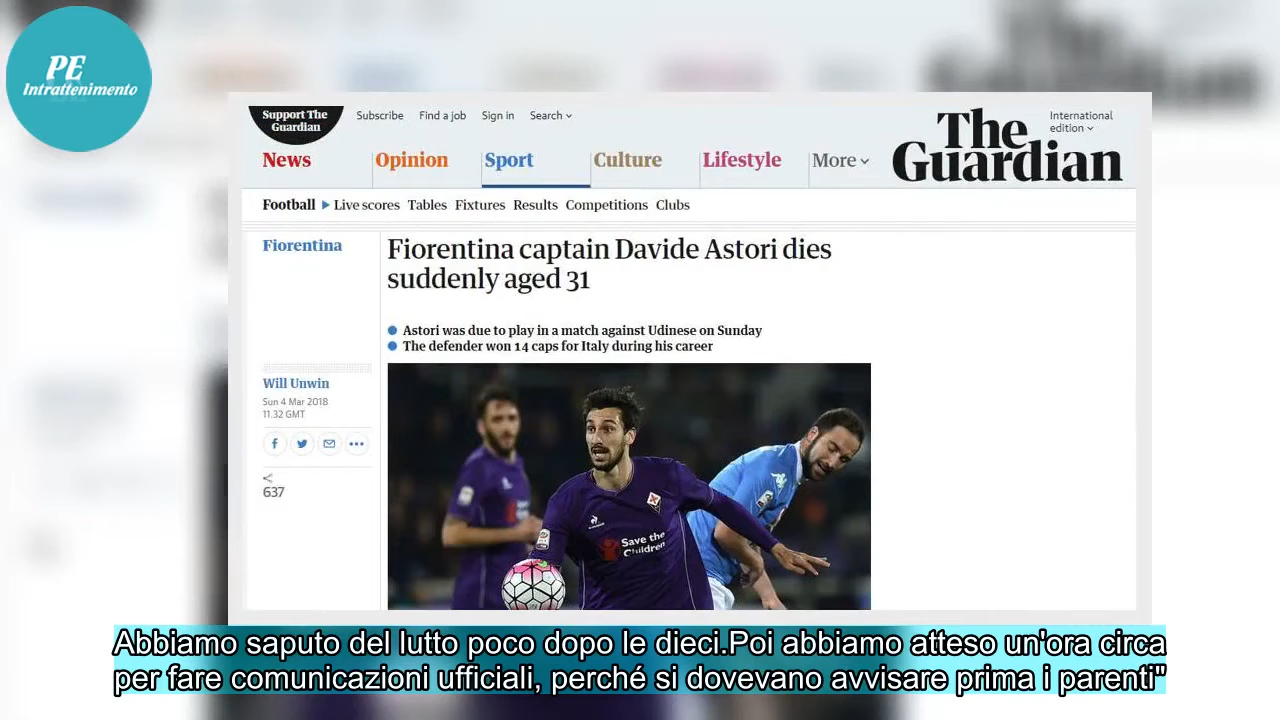 PE
Intrattenimento
Support The
Guardian
Subscribe Find a job Sign in Search
International
edition
The
Guardian
News Opinion Sport Culture Lifestyle More
Football Live scores Tables Fixtures Results Competitions Clubs
Fiorentina
Fiorentina captain Davide Astori dies
suddenly aged 31
Astori was due to play in a match against Udinese on Sunday
The defender won 14 caps for Italy during his career
Will Unwin
Sun 4 Mar 2018
11.32 GMT
637
Save the
Children
Abbiamo saputo del lutto poco dopo le dieci.Poi abbiamo atteso un'ora circa
per fare comunicazioni ufficiali, perché si dovevano avvisare prima i parenti"